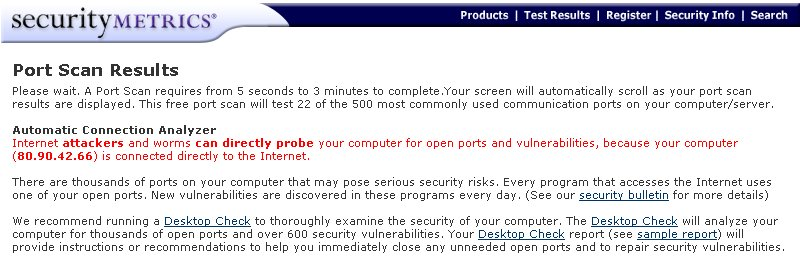 securityMETRICS®
Products | Test Results | Register | Security Info | Search
Port Scan Results
Please wait. A Port Scan requires from 5 seconds to 3 minutes to complete.Your screen will automatically scroll as your port scan
results are displayed. This free port scan will test 22 of the 500 most commonly used communication ports on your computer/server.
Automatic Connection Analyzer
Internet attackers and worms can directly probe your computer for open ports and vulnerabilities, because your computer
(80.90.42.66) is connected directly to the Internet.
There are thousands of ports on your computer that may pose serious security risks. Every program that accesses the Internet uses
one of your open ports. New vulnerabilities are discovered in these programs every day. (See our security bulletin for more details)
We recommend running a Desktop Check to thoroughly examine the security of your computer. The Desktop Check will analyze your
computer for thousands of open ports and over 600 security vulnerabilities. Your Desktop Check report (see sample report) will
provide instructions or recommendations to help you immediately close any unneeded open ports and to repair security vulnerabilities.